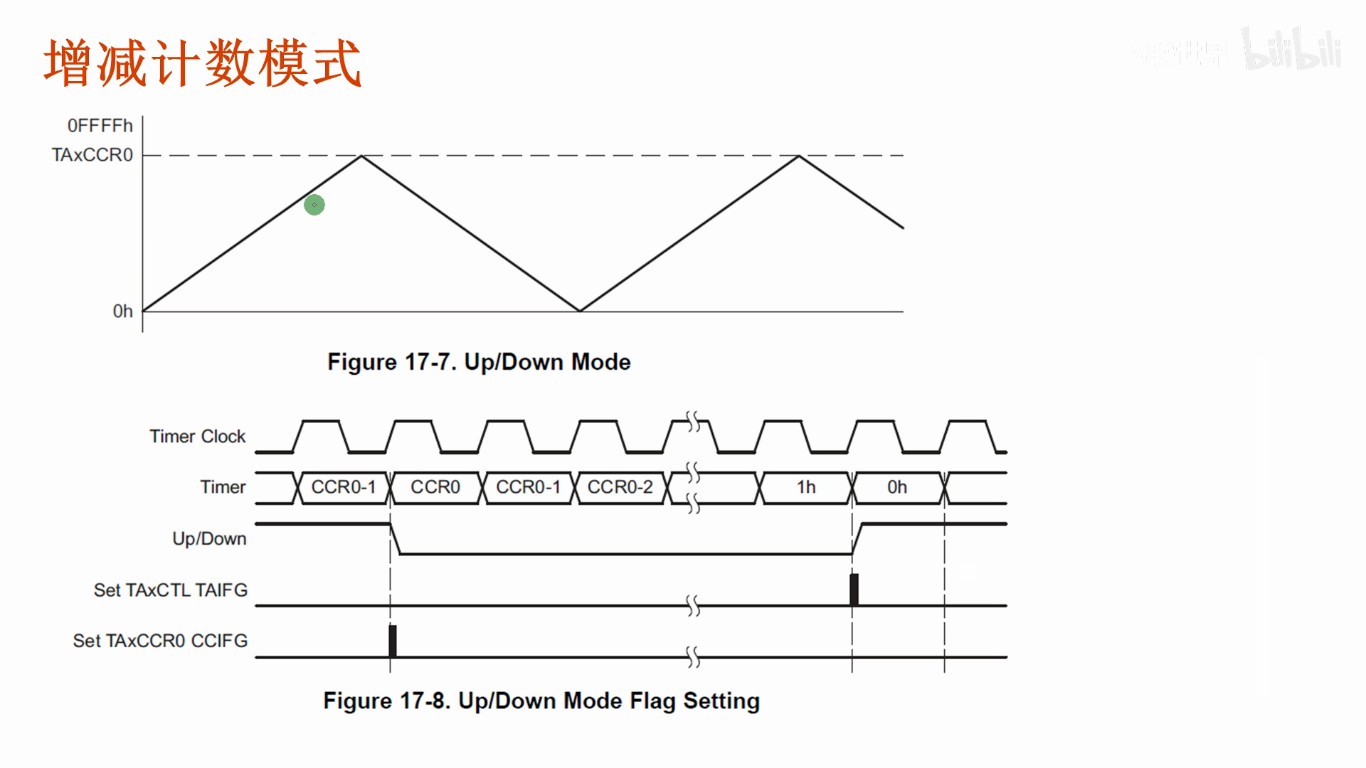 增减计数模式
bilibili
0FFFFh
TAxCCR0
0h
Figure 17-7. Up/Down Mode
Timer Clock
Timer
CCR0-1
CCR0
CCR0-1
CCR0-2
1h
0h
Up/Down
Set TAxCTL TAIFG
Set TAxCCR0 CCIFG
Figure 17-8. Up/Down Mode Flag Setting